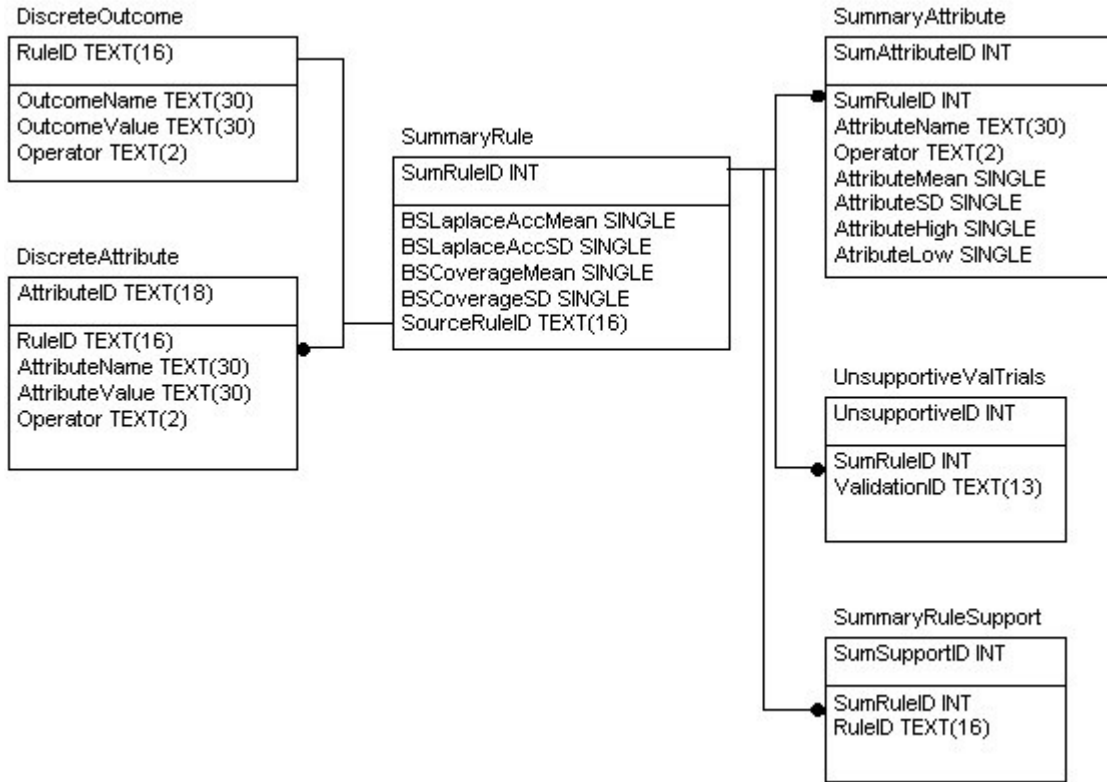 DiscreteOutcome
RuleID TEXT(16)
OutcomeName TEXT(30)
OutcomeValue TEXT(30)
Operator TEXT(2)
DiscreteAttribute
AttributeID TEXT(18)
RuleID TEXT(16)
AttributeName TEXT(30)
AttributeValue TEXT(30)
Operator TEXT(2)
SummaryRule
SumRuleID INT
BSLaplaceAccMean SINGLE
BSLaplaceAccSD SINGLE
BSCoverageMean SINGLE
BSCoverageSD SINGLE
SourceRuleID TEXT(16)
SummaryAttribute
SumAttributeID INT
SumRuleID INT
AttributeName TEXT(30)
Operator TEXT(2)
AttributeMean SINGLE
AttributeSD SINGLE
AttributeHigh SINGLE
AtributeLow SINGLE
UnsupportiveValTrials
UnsupportiveID INT
SumRuleID INT
ValidationID TEXT(13)
SummaryRuleSupport
SumSupportID INT
SumRuleID INT
RuleID TEXT(16)